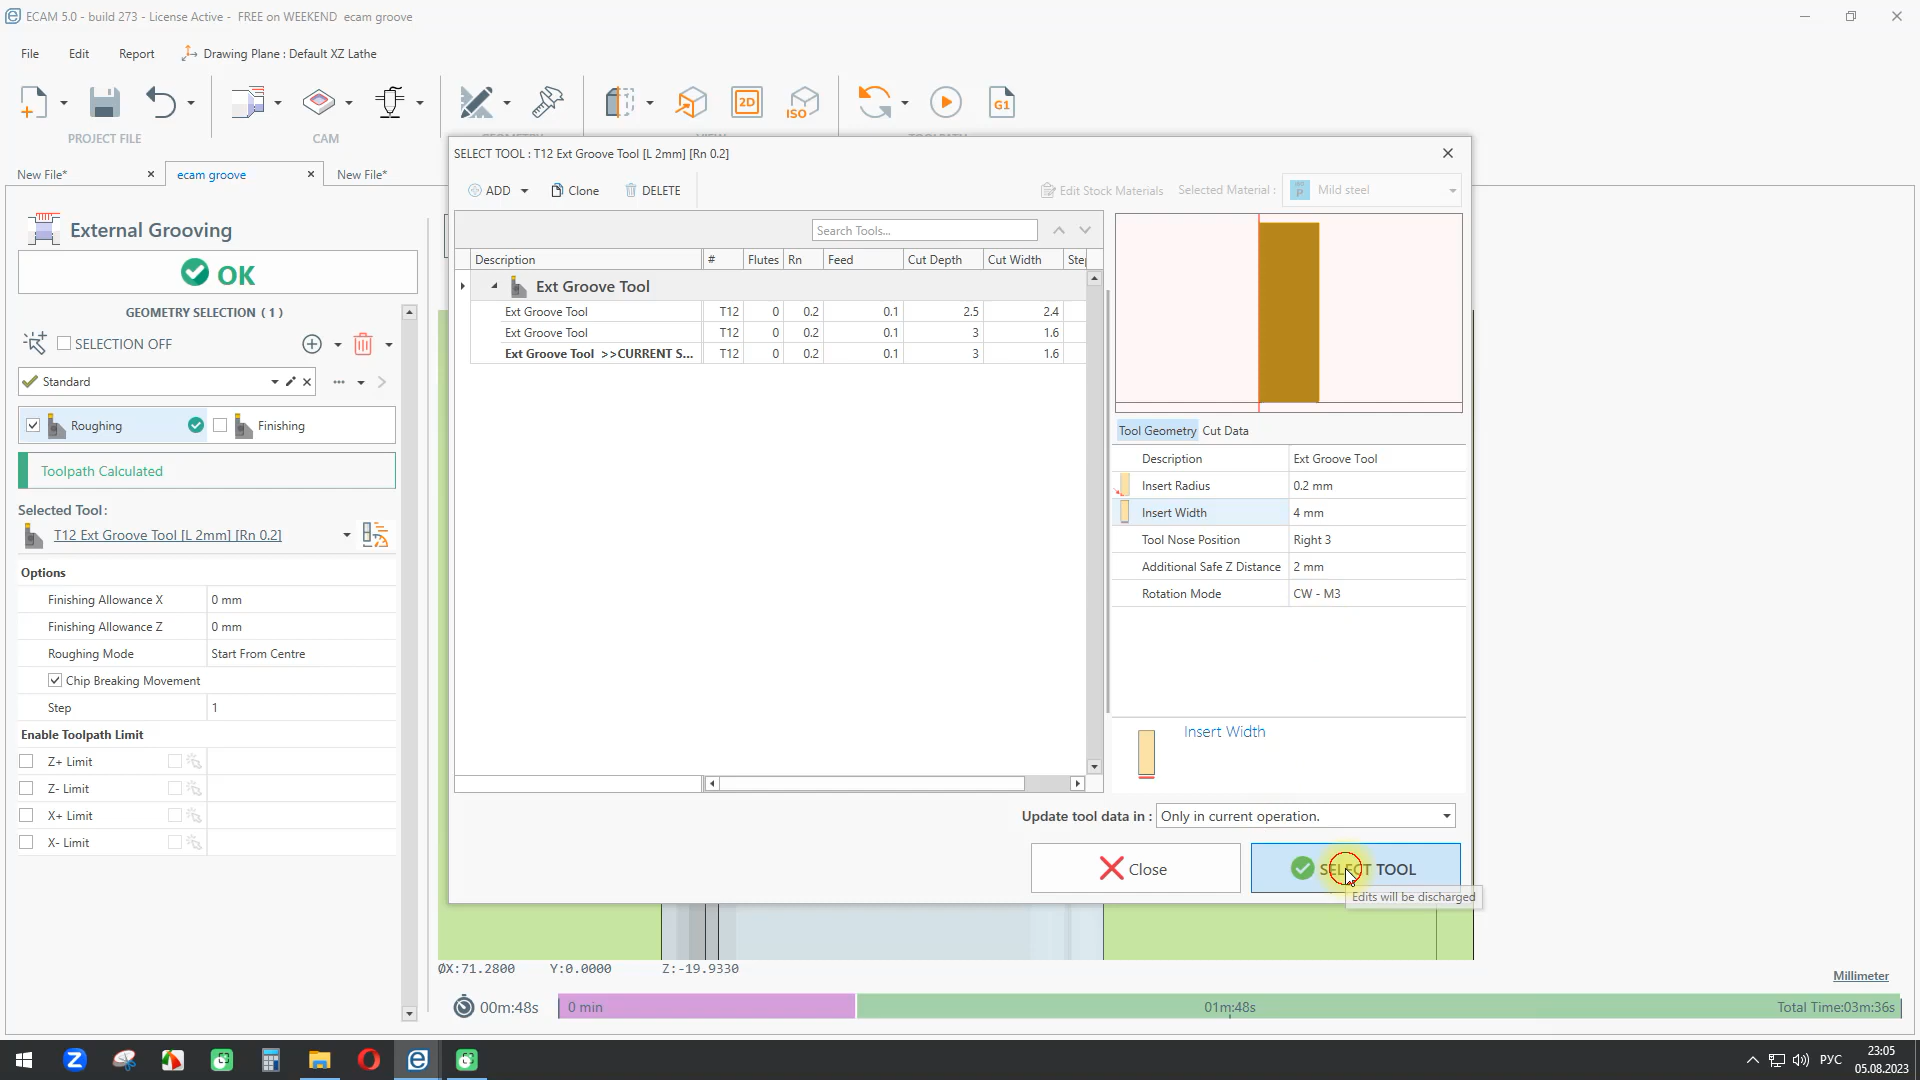 ECAM 5.0 - build 273 - License Active - FREE on WEEKEND ecam groove
File Edit Report Drawing Plane : Default XZ Lathe
2D ISO G1
PROJECT FILE CAM
New File* ecam groove New File*
SELECT TOOL : T12 Ext Groove Tool [L 2mm] [Rn 0.2]
ADD Clone DELETE Edit Stock Materials Selected Material : P Mild steel
Search Tools...
Description # Flutes Rn Feed Cut Depth Cut Width Ste
Ext Groove Tool
Ext Groove Tool T12 0 0.2 0.1 2.5 2.4
Ext Groove Tool T12 0 0.2 0.1 3 1.6
Ext Groove Tool >>CURRENT S... T12 0 0.2 0.1 3 1.6
Tool Geometry Cut Data
Description Ext Groove Tool
Insert Radius 0.2 mm
Insert Width 4 mm
Tool Nose Position Right 3
Additional Safe Z Distance 2 mm
Rotation Mode CW - M3
Insert Width
Update tool data in : Only in current operation.
Close SELECT TOOL
Edits will be discharged
External Grooving
OK
GEOMETRY SELECTION ( 1 )
SELECTION OFF
Standard
Roughing Finishing
Toolpath Calculated
Selected Tool:
T12 Ext Groove Tool [L 2mm] [Rn 0.2]
Options
Finishing Allowance X 0 mm
Finishing Allowance Z 0 mm
Roughing Mode Start From Centre
Chip Breaking Movement
Step 1
Enable Toolpath Limit
Z+ Limit
Z- Limit
X+ Limit
X- Limit
ØX:71.2800 Y:0.0000 Z:-19.9330
Millimeter
00m:48s 0 min 01m:48s Total Time:03m:36s
РУС 23:05
05.08.2023